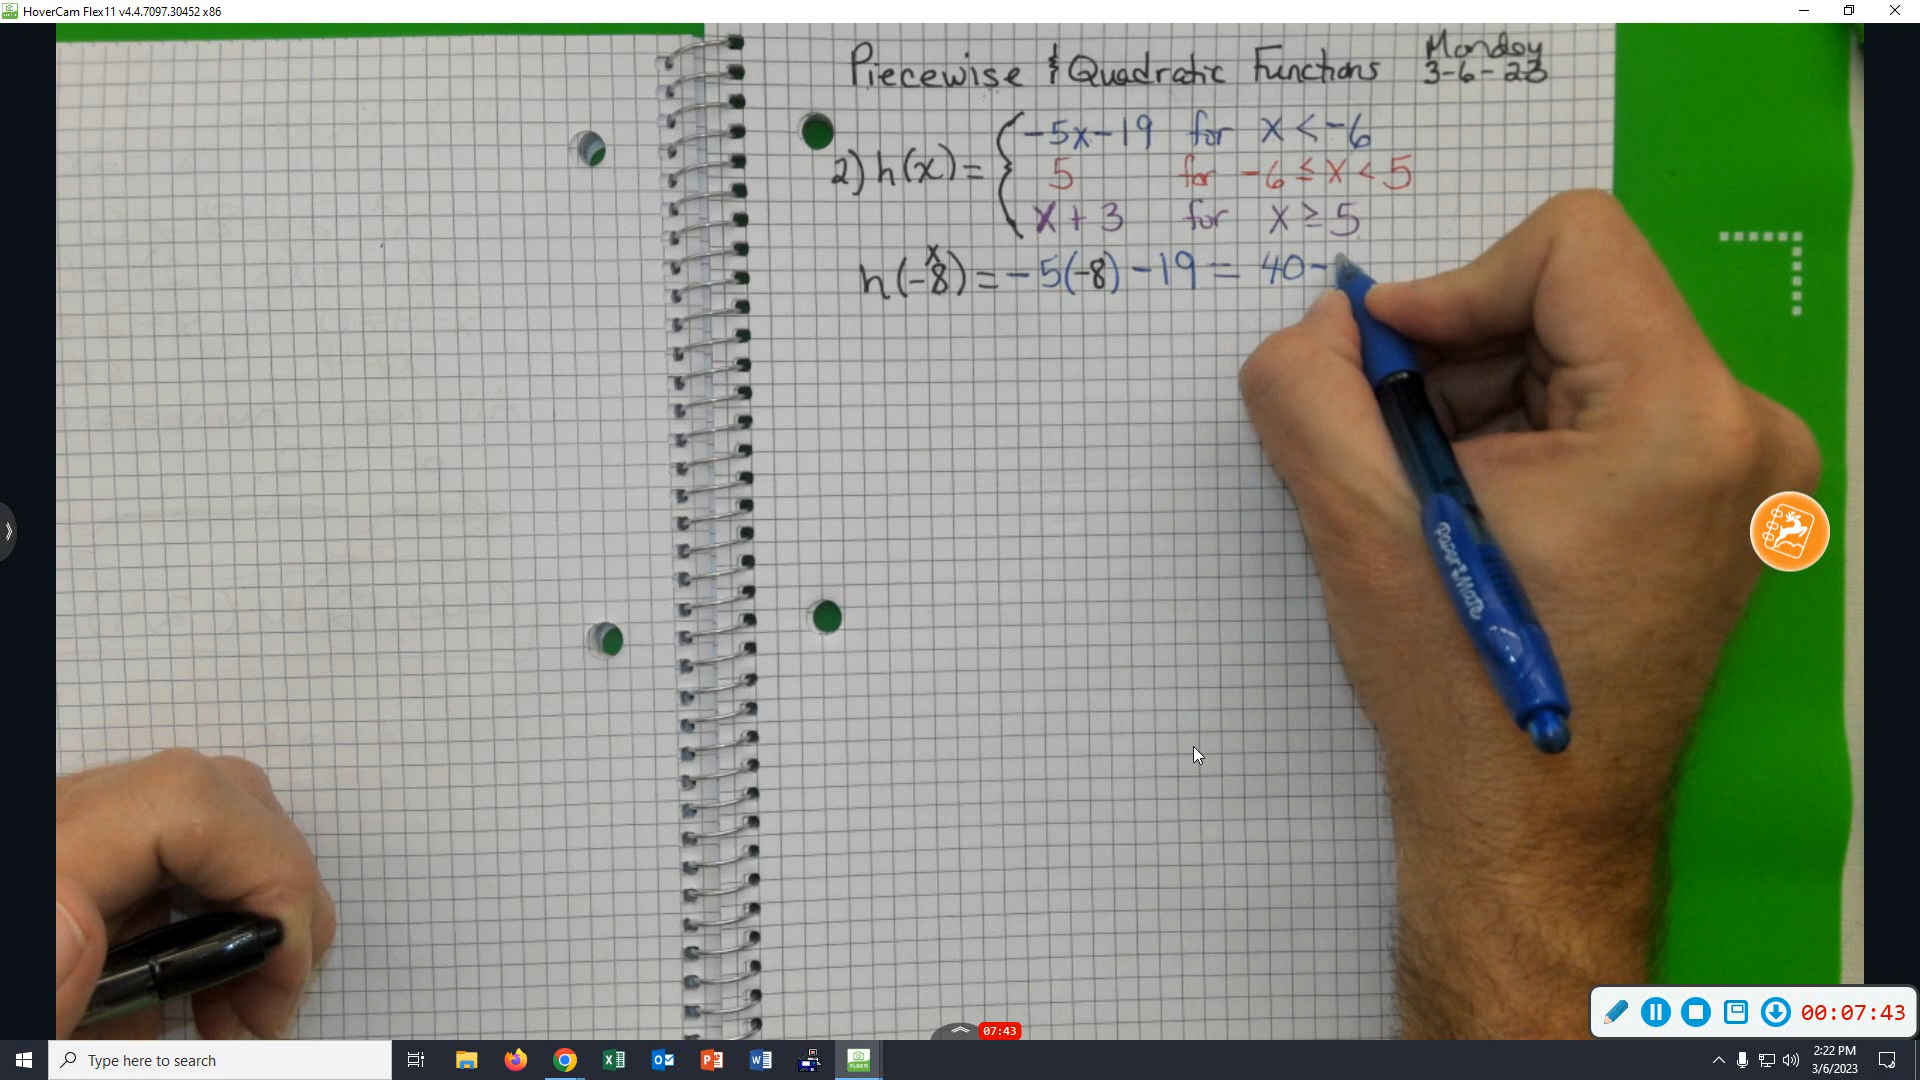 HoverCam Flex11 v4.4.7097.30452 x86
Piecewise & Quadratic Functions
Monday
3-6-23
2) h(x) =
-5x-19 for x < -6
5 for -6 ≤ x < 5
x + 3 for x ≥ 5
x
h(-8) = -5(-8) -19 = 40-
Paper Mate
07:43
00:07:43
Type here to search
2:22 PM
3/6/2023